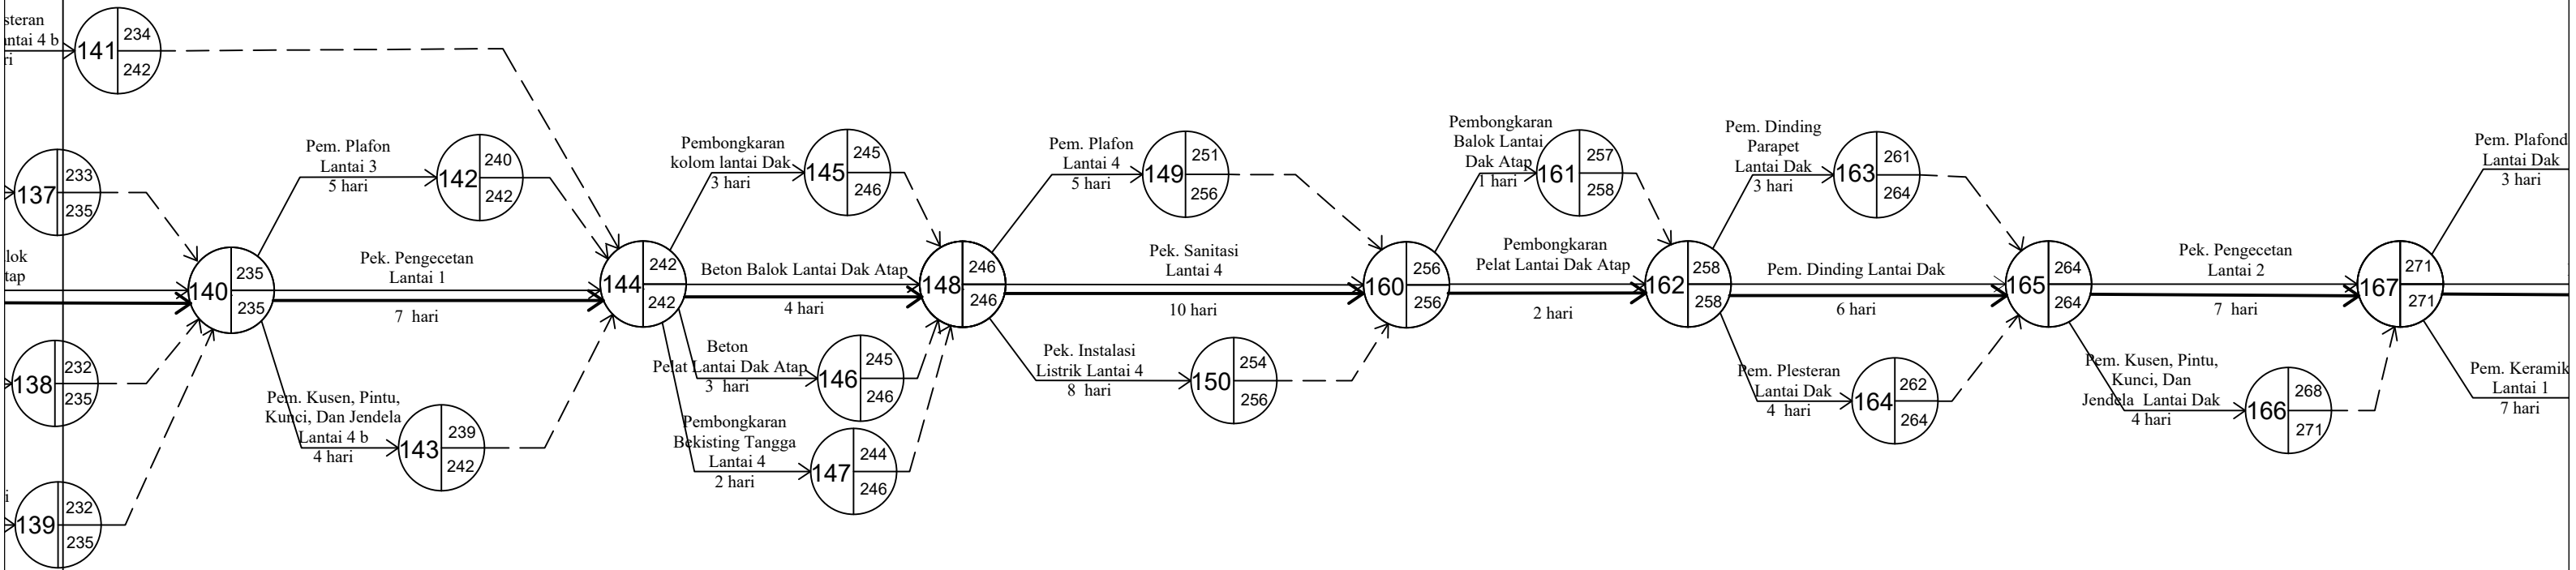 steran
antai 4 b
ri
141
234
242
137
233
235
lok
tap
138
232
235
i
139
232
235
140
235
235
Pem. Plafon
Lantai 3
5 hari
142
240
242
Pek. Pengecetan
Lantai 1
7 hari
Pem. Kusen, Pintu,
Kunci, Dan Jendela
Lantai 4 b
4 hari
143
239
242
144
242
242
Pembongkaran
kolom lantai Dak
3 hari
145
245
246
Beton Balok Lantai Dak Atap
4 hari
Beton
Pelat Lantai Dak Atap
3 hari
146
245
246
Pembongkaran
Bekisting Tangga
Lantai 4
2 hari
147
244
246
148
246
246
Pem. Plafon
Lantai 4
5 hari
149
251
256
Pek. Sanitasi
Lantai 4
10 hari
Pek. Instalasi
Listrik Lantai 4
8 hari
150
254
256
160
256
256
Pembongkaran
Balok Lantai
Dak Atap
1 hari
161
257
258
Pembongkaran
Pelat Lantai Dak Atap
2 hari
162
258
258
Pem. Dinding
Parapet
Lantai Dak
3 hari
163
261
264
Pem. Dinding Lantai Dak
6 hari
Pem. Plesteran
Lantai Dak
4 hari
164
262
264
165
264
264
Pek. Pengecetan
Lantai 2
7 hari
Pem. Kusen, Pintu,
Kunci, Dan
Jendela Lantai Dak
4 hari
166
268
271
167
271
271
Pem. Plafond
Lantai Dak
3 hari
Pem. Keramik
Lantai 1
7 hari